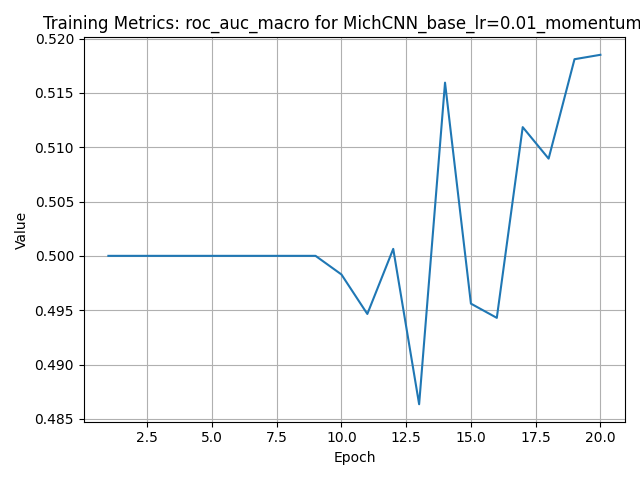 Training Metrics: roc_auc_macro for MichCNN_base_lr=0.01_momentum
0.520
0.515
0.510
0.505
0.500
0.495
0.490
0.485
Value
2.5 5.0 7.5 10.0 12.5 15.0 17.5 20.0
Epoch